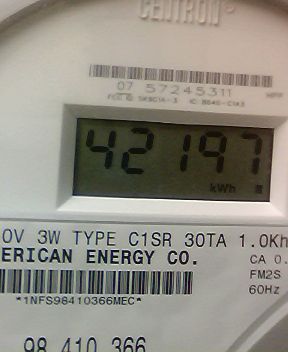 CENTRON®
07 57245311
42197
kWh
0V 3W TYPE C1SR 30TA 1.0Kh
ERICAN ENERGY CO.
CA 0.
FM2S
60Hz
*1NFS98410366MEC*
98 410 366